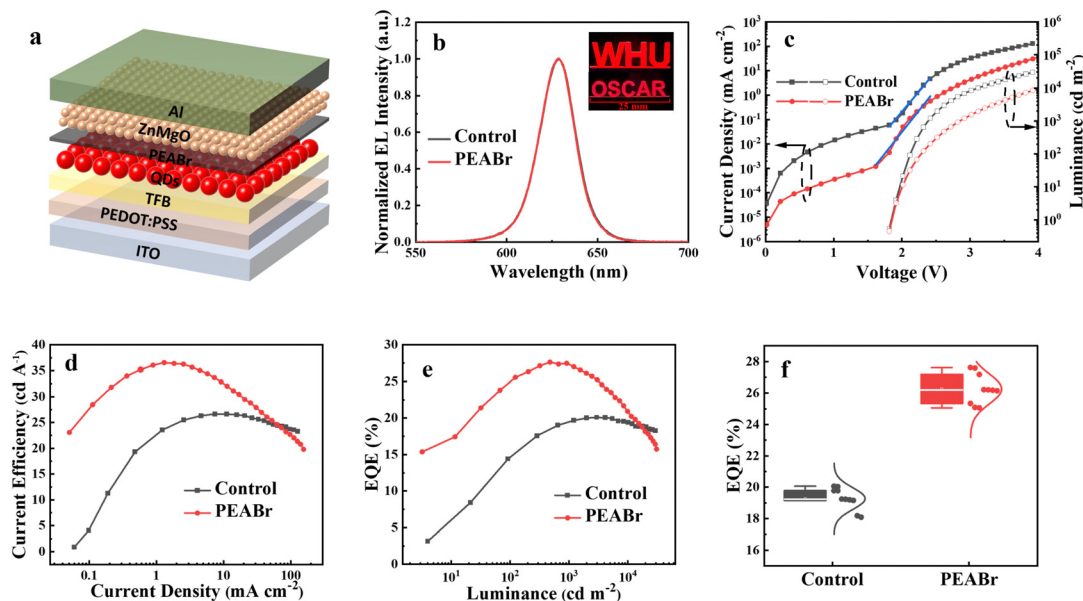 a
Al
ZnMgO
PEABr
QDs
TFB
PEDOT:PSS
ITO
b
Normalized EL Intensity (a.u.)
1.0
0.8
0.6
0.4
0.2
0.0
Control
PEABr
WHU
OSCAR
25 mm
550
600
650
700
Wavelength (nm)
c
Current Density (mA cm⁻²)
10³
10²
10¹
10⁰
10⁻¹
10⁻²
10⁻³
10⁻⁴
10⁻⁵
10⁻⁶
Control
PEABr
0
1
2
3
4
Voltage (V)
10⁶
10⁵
10⁴
10³
10²
10¹
10⁰
10⁻¹
Luminance (cd m⁻²)
d
Current Efficiency (cd A⁻¹)
40
35
30
25
20
15
10
5
0
Control
PEABr
0.1
1
10
100
Current Density (mA cm⁻²)
e
EQE (%)
30
25
20
15
10
5
0
Control
PEABr
10¹
10²
10³
10⁴
Luminance (cd m⁻²)
f
EQE (%)
28
26
24
22
20
18
16
Control
PEABr